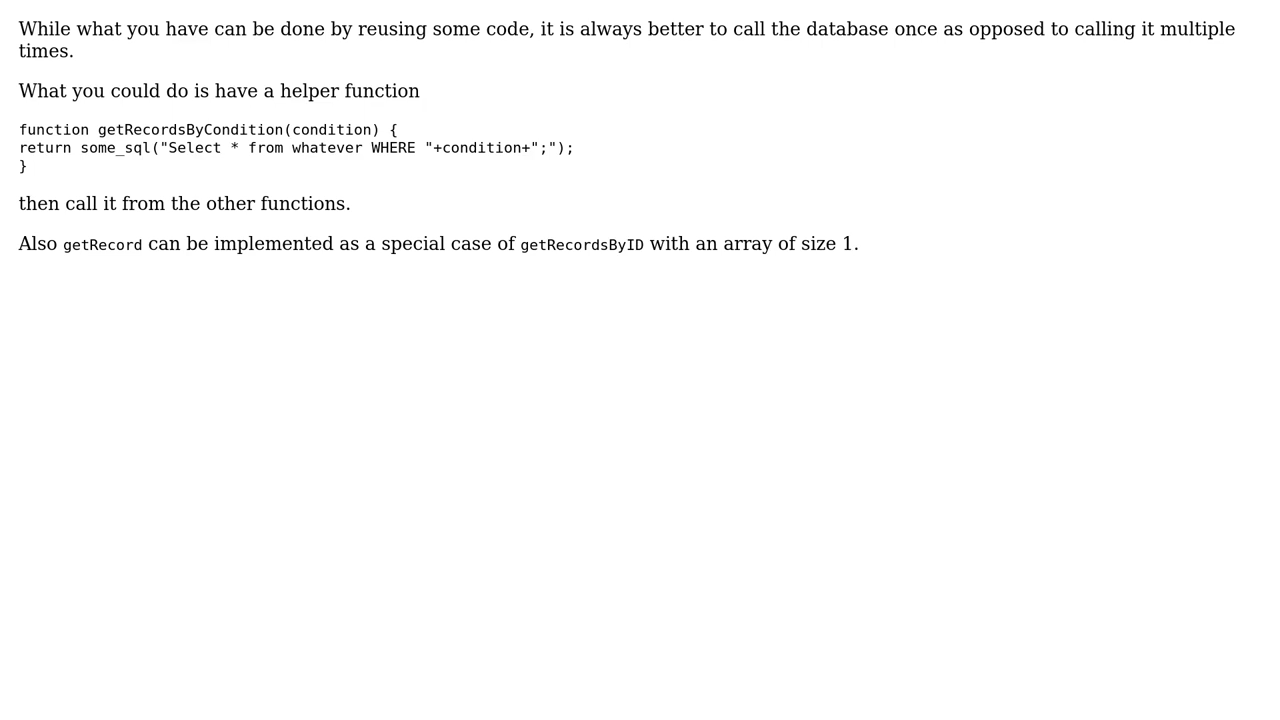 While what you have can be done by reusing some code, it is always better to call the database once as opposed to calling it multiple
times.
What you could do is have a helper function
function getRecordsByCondition(condition) {
return some_sql("Select * from whatever WHERE "+condition+";");
}
then call it from the other functions.
Also getRecord can be implemented as a special case of getRecordsByID with an array of size 1.